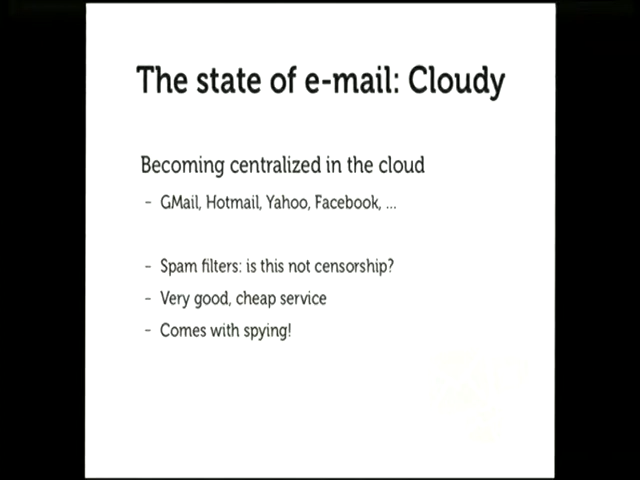 The state of e-mail: Cloudy
Becoming centralized in the cloud
- GMail, Hotmail, Yahoo, Facebook, ...
- Spam filters: is this not censorship?
- Very good, cheap service
- Comes with spying!